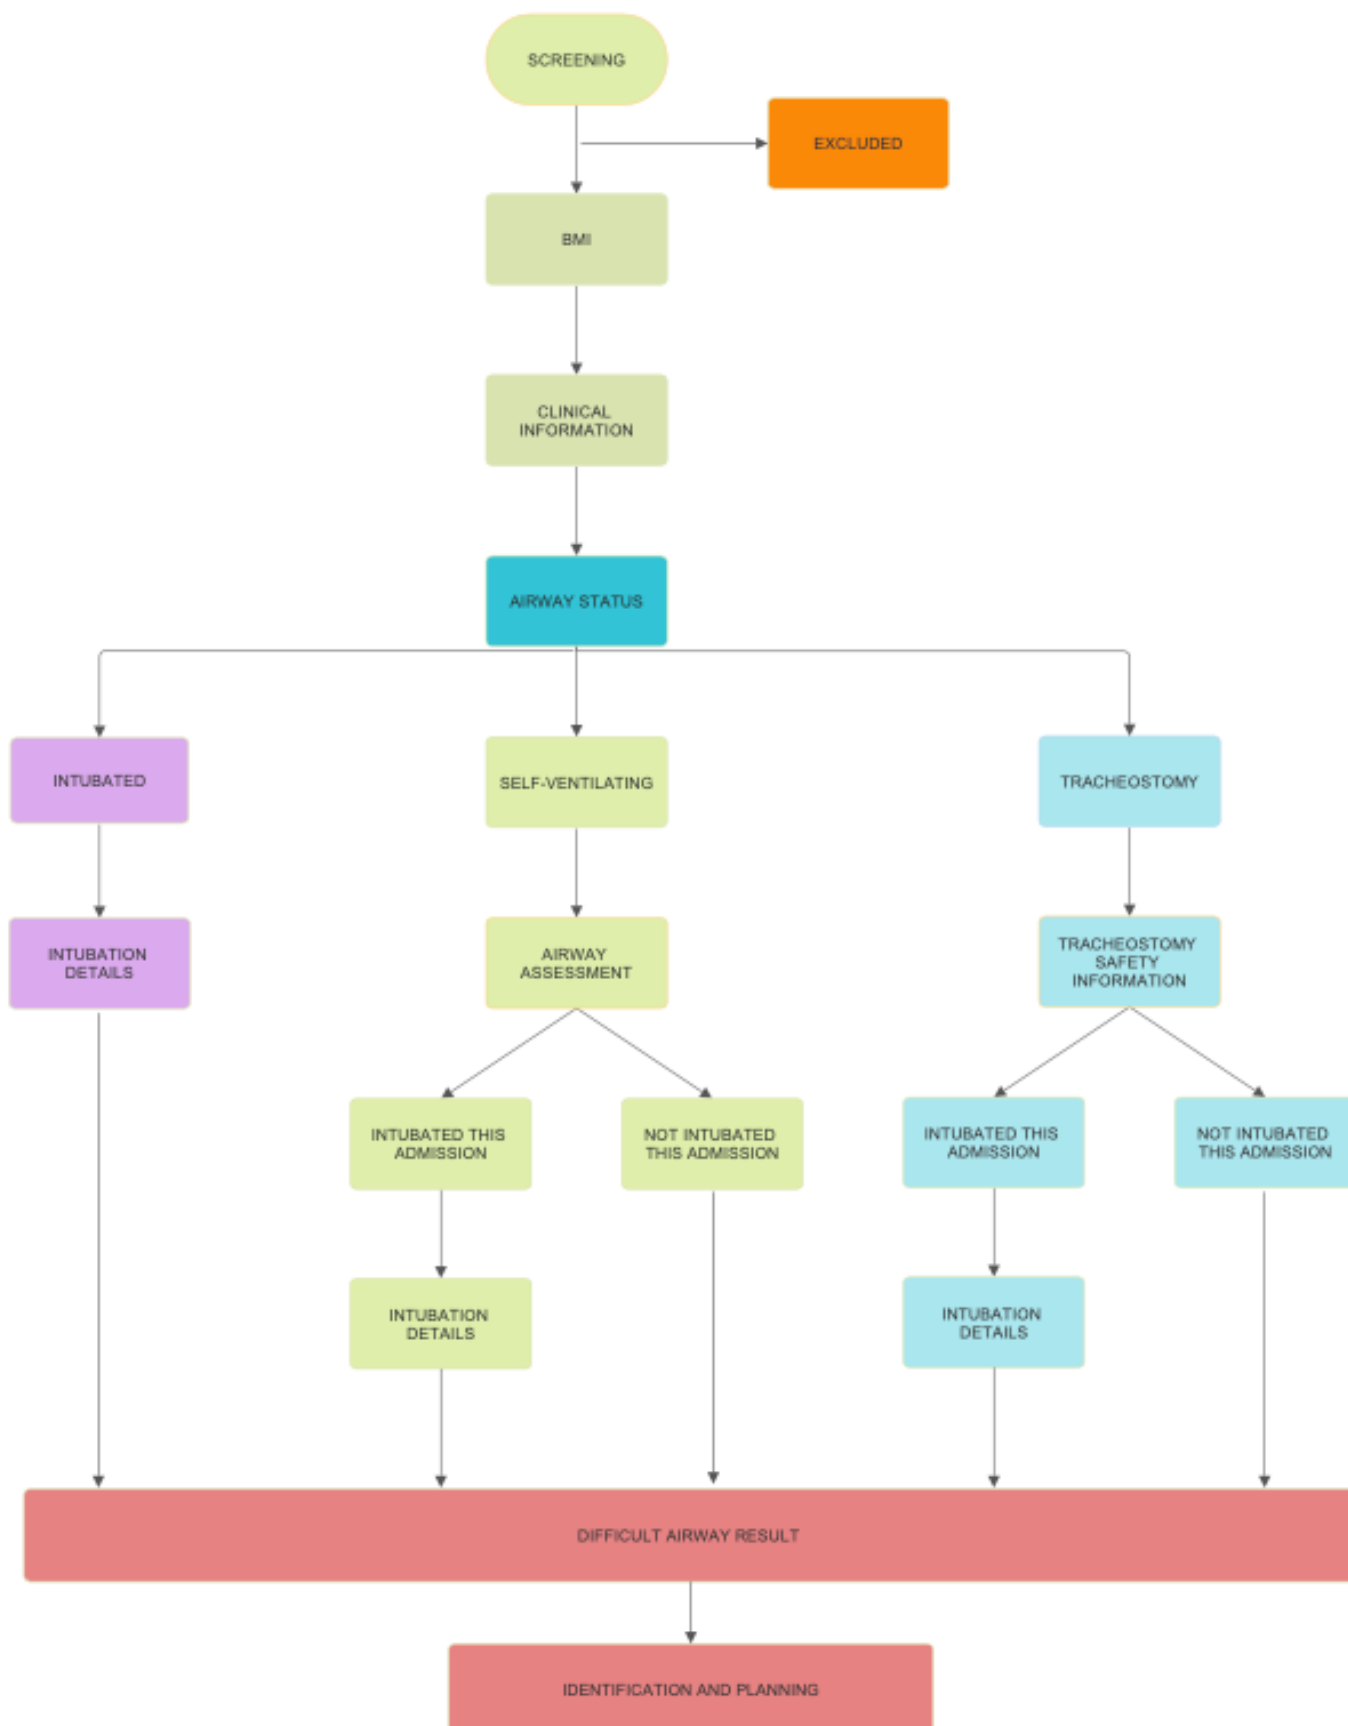 SCREENING
EXCLUDED
BMI
CLINICAL
INFORMATION
AIRWAY STATUS
INTUBATED
SELF-VENTILATING
TRACHEOSTOMY
INTUBATION
DETAILS
AIRWAY
ASSESSMENT
TRACHEOSTOMY
SAFETY
INFORMATION
INTUBATED THIS
ADMISSION
NOT INTUBATED
THIS ADMISSION
INTUBATED THIS
ADMISSION
NOT INTUBATED
THIS ADMISSION
INTUBATION
DETAILS
INTUBATION
DETAILS
DIFFICULT AIRWAY RESULT
IDENTIFICATION AND PLANNING